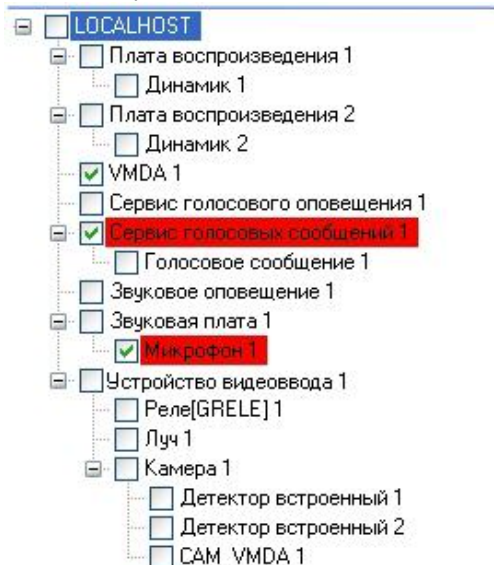 LOCALHOST
Плата воспроизведения 1
Динамик 1
Плата воспроизведения 2
Динамик 2
VMDA 1
Сервис голосового оповещения 1
Сервис голосовых сообщений 1
Голосовое сообщение 1
Звуковое оповещение 1
Звуковая плата 1
Микрофон 1
Устройство видеоввода 1
Реле[GRELE] 1
Луч 1
Камера 1
Детектор встроенный 1
Детектор встроенный 2
CAM_VMDA 1